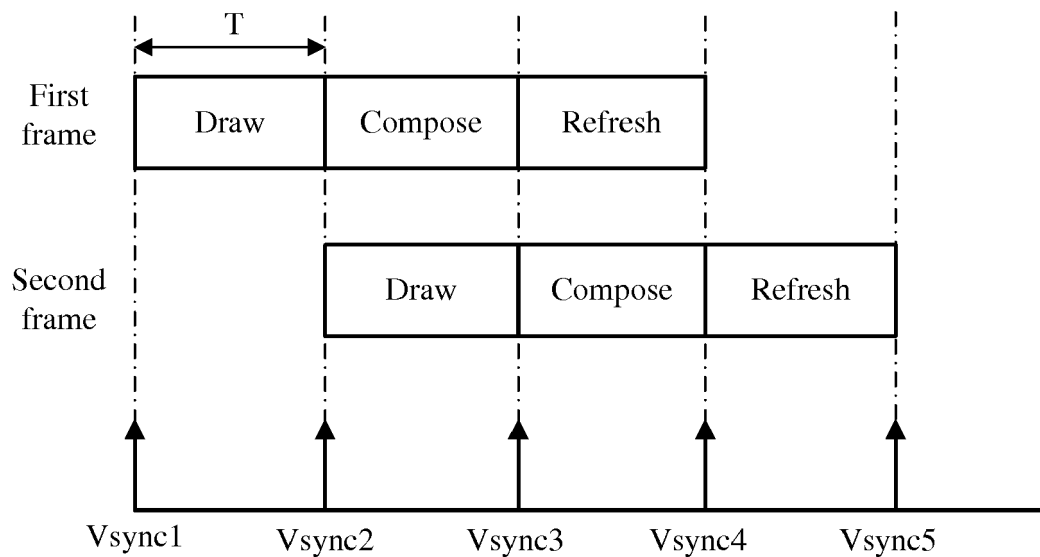 T
First
frame
Draw Compose Refresh
Second
frame
Draw Compose Refresh
Vsync1 Vsync2 Vsync3 Vsync4 Vsync5